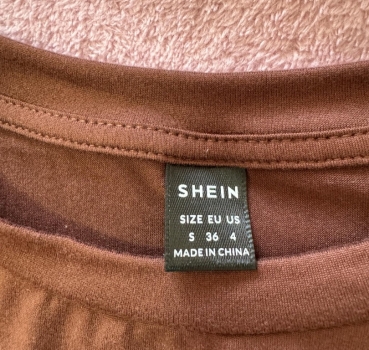 SHEIN
SIZE EU US
S 36 4
MADE IN CHINA